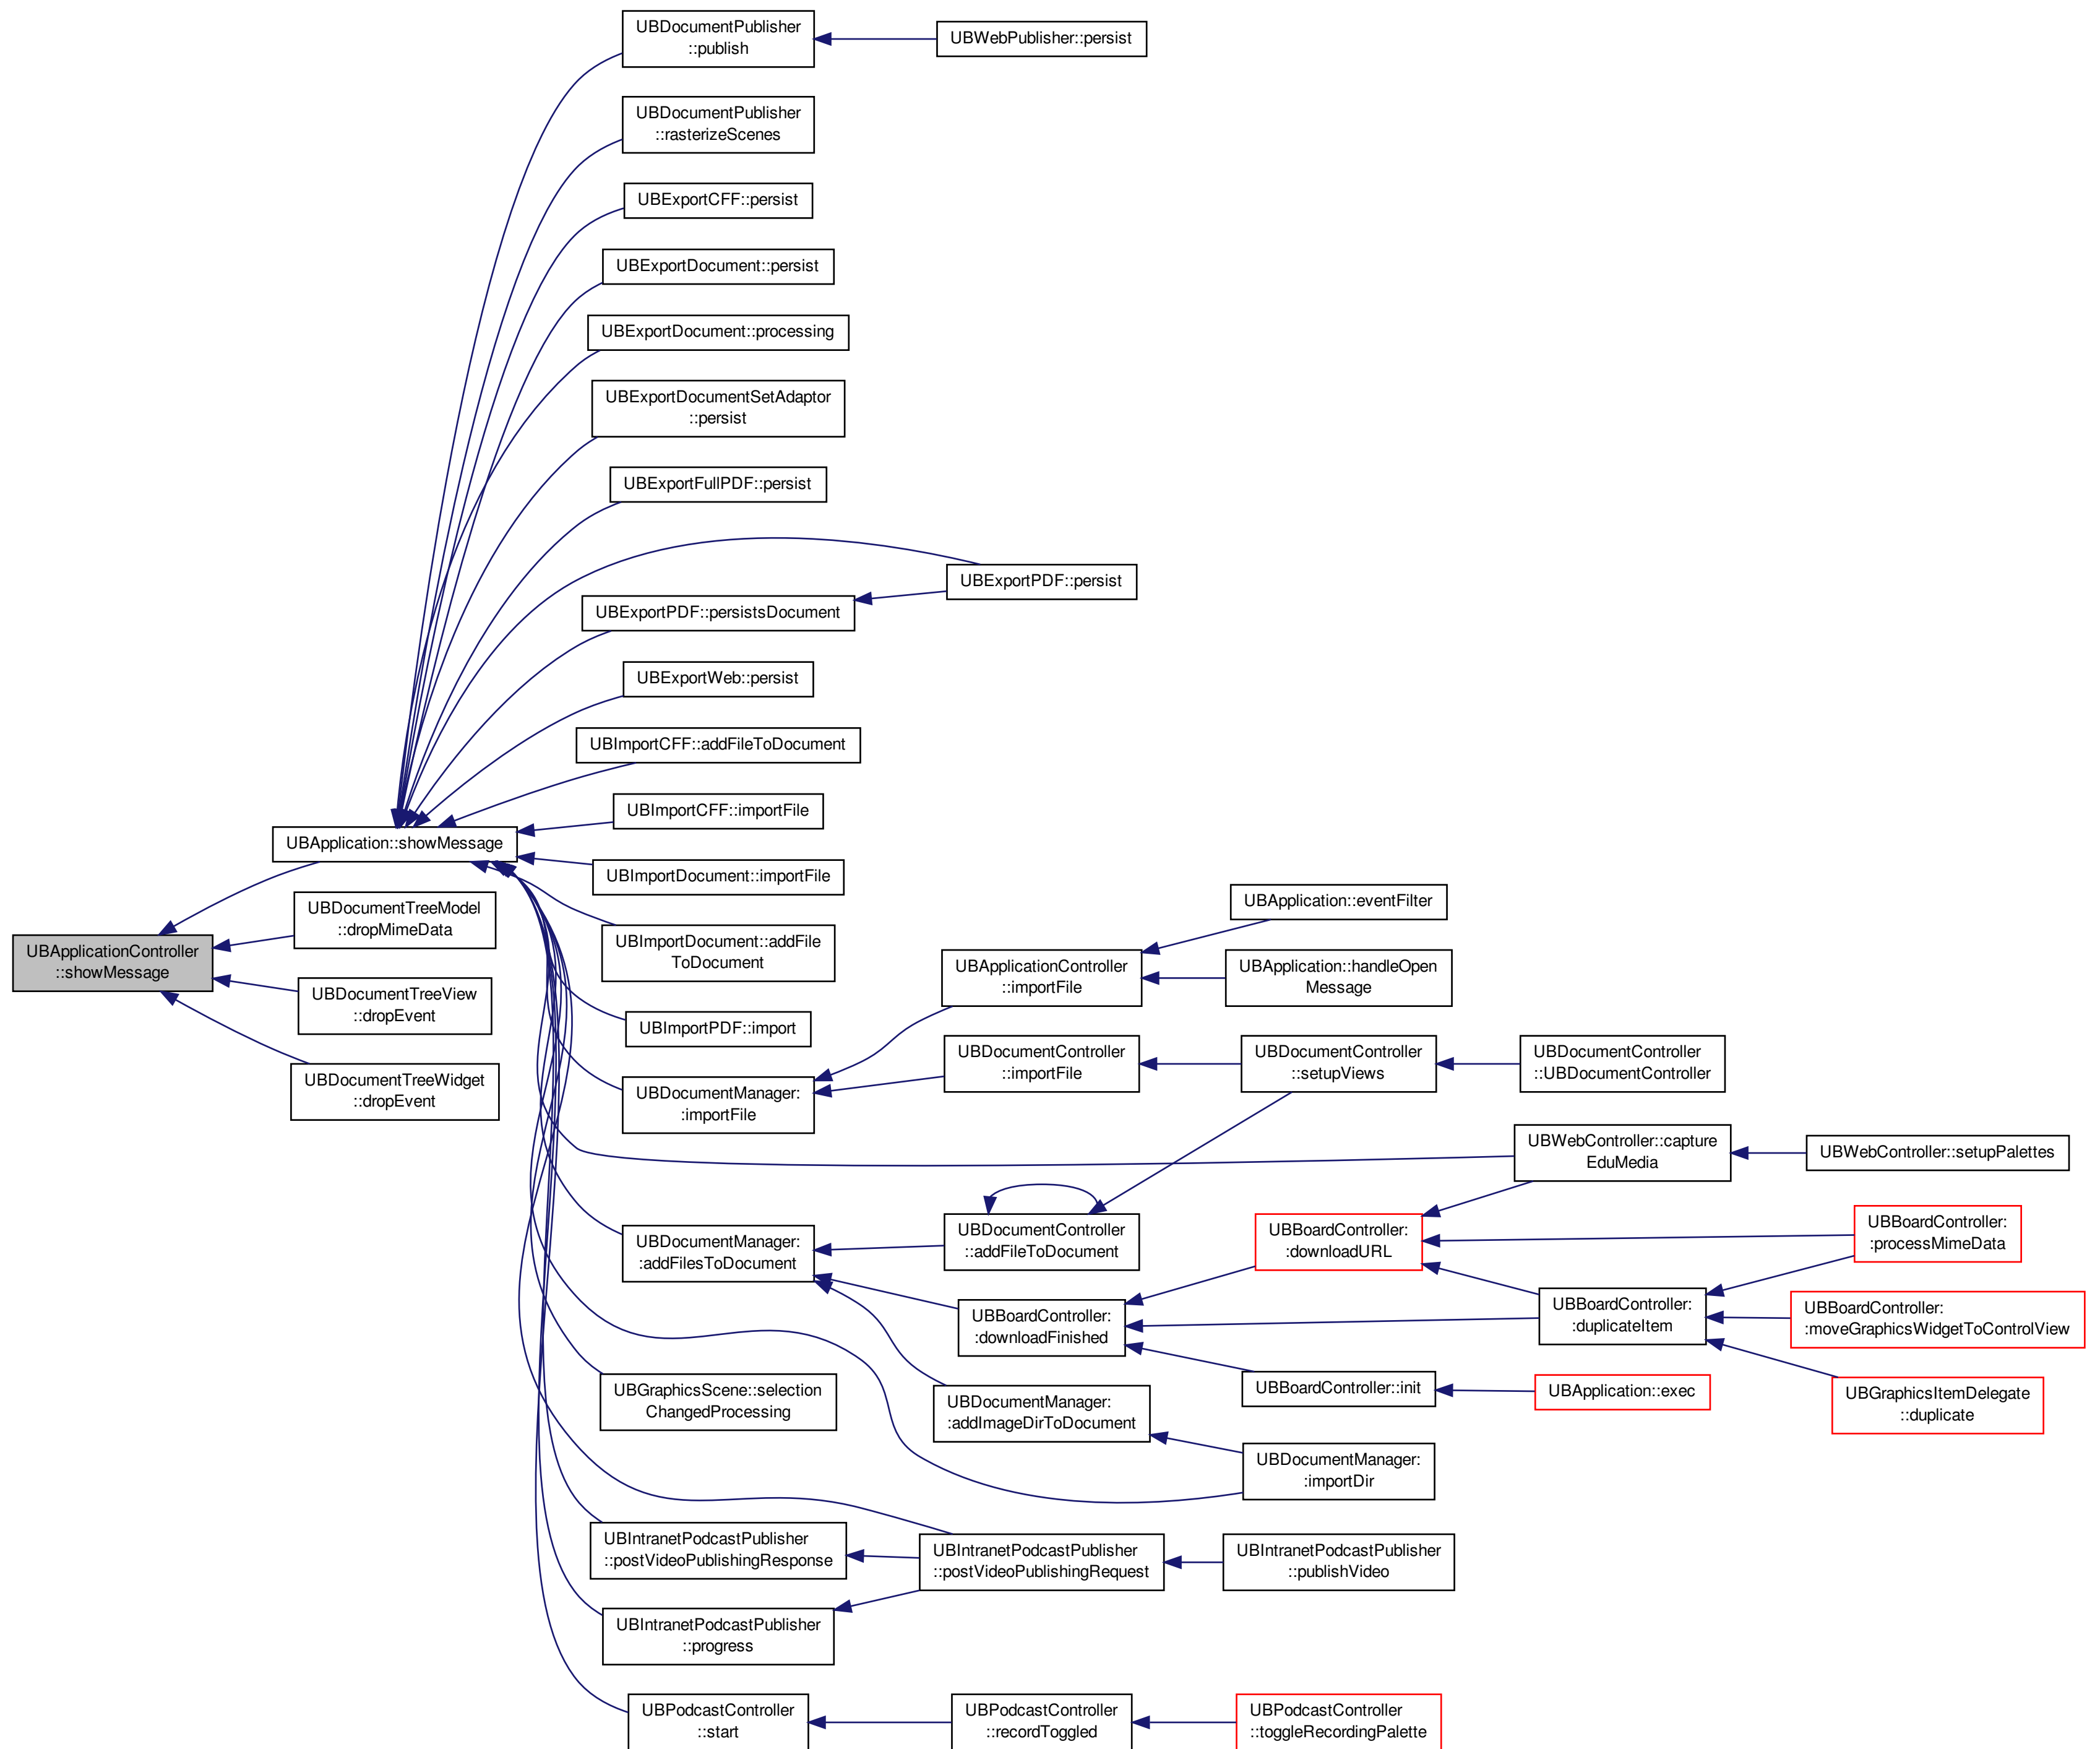 UBDocumentPublisher
::publish
UBWebPublisher::persist
UBDocumentPublisher
::rasterizeScenes
UBExportCFF::persist
UBExportDocument::persist
UBExportDocument::processing
UBExportDocumentSetAdaptor
::persist
UBExportFullPDF::persist
UBExportPDF::persist
UBExportPDF::persistsDocument
UBExportWeb::persist
UBImportCFF::addFileToDocument
UBImportCFF::importFile
UBApplication::showMessage
UBImportDocument::importFile
UBApplication::eventFilter
UBDocumentTreeModel
::dropMimeData
UBImportDocument::addFile
ToDocument
UBApplicationController
::showMessage
UBApplicationController
::importFile
UBApplication::handleOpen
Message
UBDocumentTreeView
::dropEvent
UBImportPDF::import
UBDocumentController
::importFile
UBDocumentController
::setupViews
UBDocumentController
::UBDocumentController
UBDocumentTreeWidget
::dropEvent
UBDocumentManager:
:importFile
UBWebController::capture
EduMedia
UBWebController::setupPalettes
UBDocumentManager:
:addFilesToDocument
UBDocumentController
::addFileToDocument
UBBoardController:
:downloadURL
UBBoardController:
:processMimeData
UBBoardController:
:downloadFinished
UBBoardController:
:duplicateItem
UBBoardController:
:moveGraphicsWidgetToControlView
UBGraphicsScene::selection
ChangedProcessing
UBDocumentManager:
:addImageDirToDocument
UBBoardController::init
UBApplication::exec
UBGraphicsItemDelegate
::duplicate
UBDocumentManager:
:importDir
UBIntranetPodcastPublisher
::postVideoPublishingResponse
UBIntranetPodcastPublisher
::postVideoPublishingRequest
UBIntranetPodcastPublisher
::publishVideo
UBIntranetPodcastPublisher
::progress
UBPodcastController
::start
UBPodcastController
::recordToggled
UBPodcastController
::toggleRecordingPalette